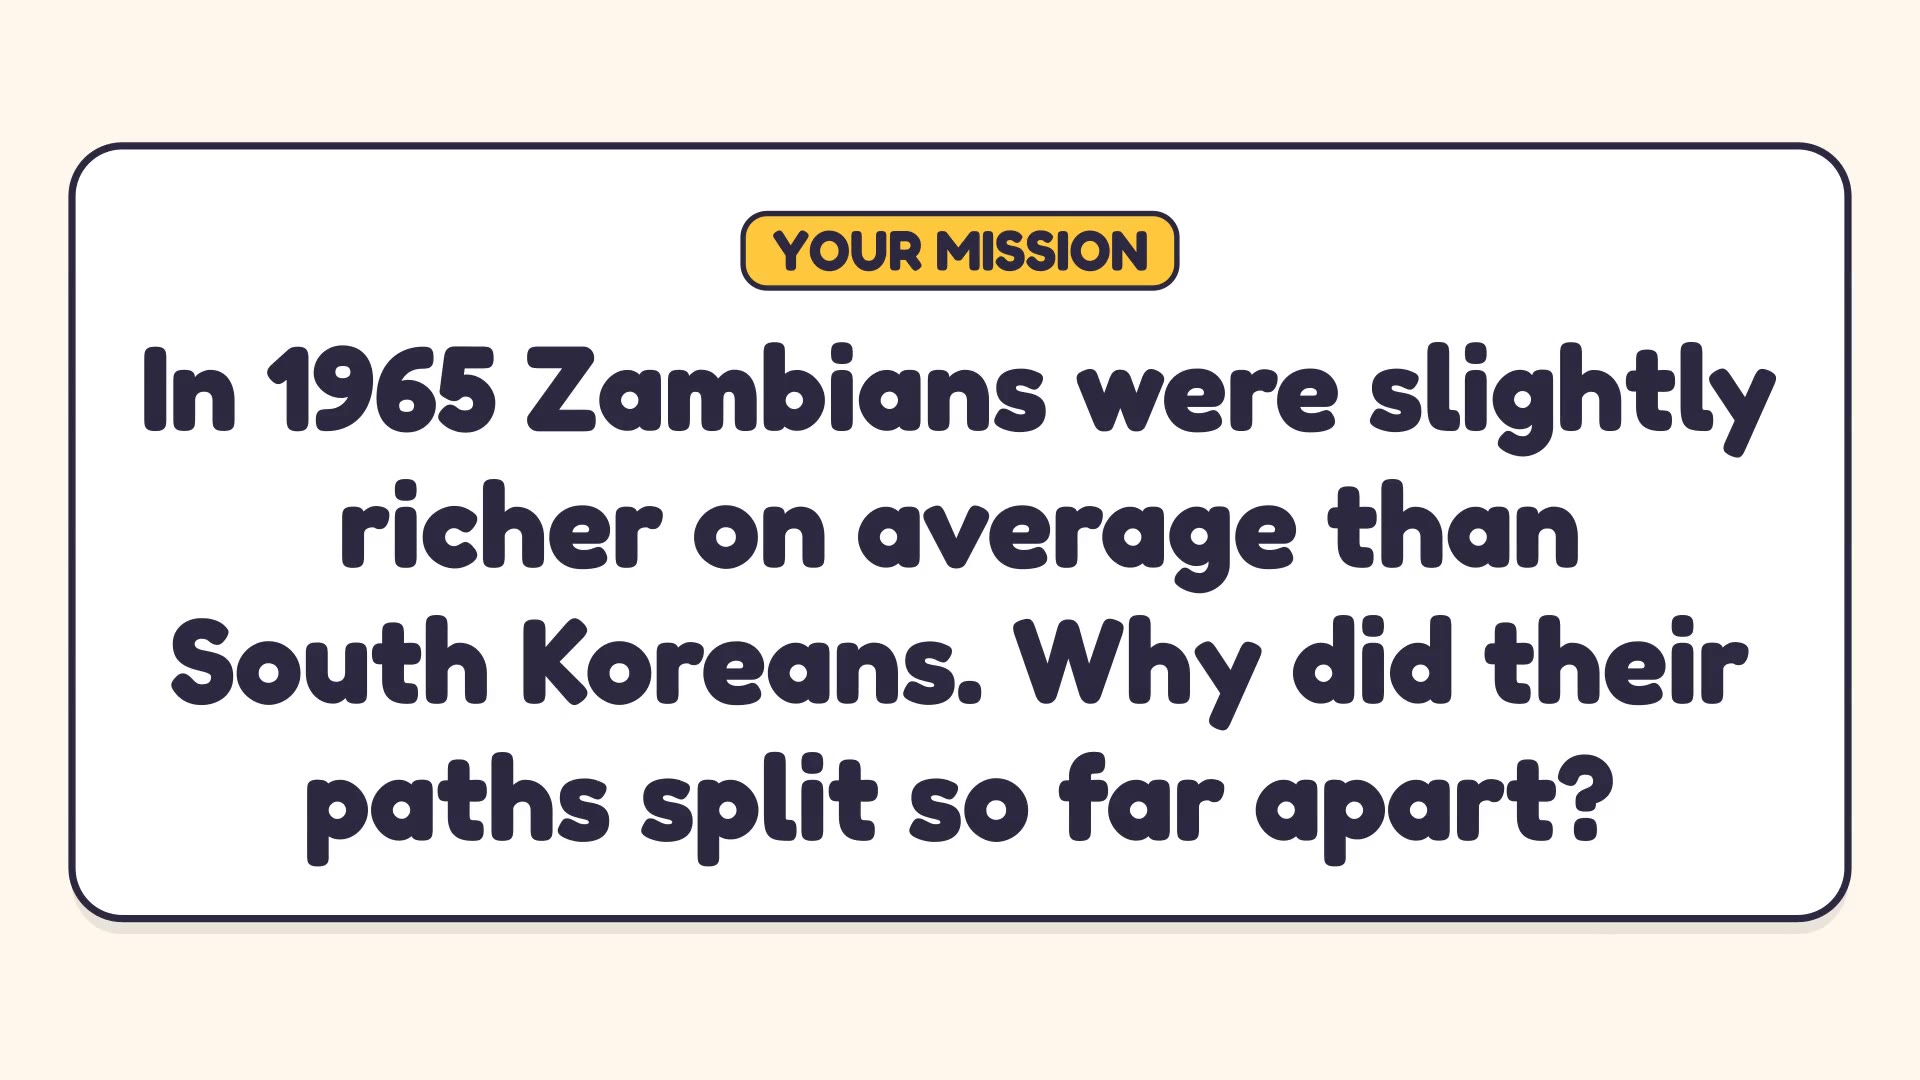 YOUR MISSION
In 1965 Zambians were slightly
richer on average than
South Koreans. Why did their
paths split so far apart?